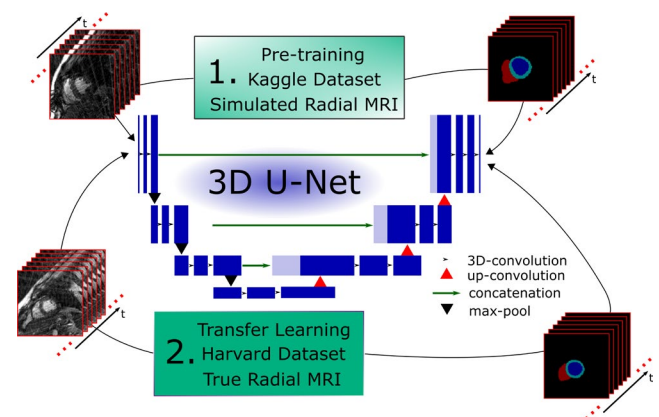 t
t
1.
Pre-training
Kaggle Dataset
Simulated Radial MRI
3D U-Net
3D-convolution
up-convolution
concatenation
max-pool
t
2.
Transfer Learning
Harvard Dataset
True Radial MRI
t